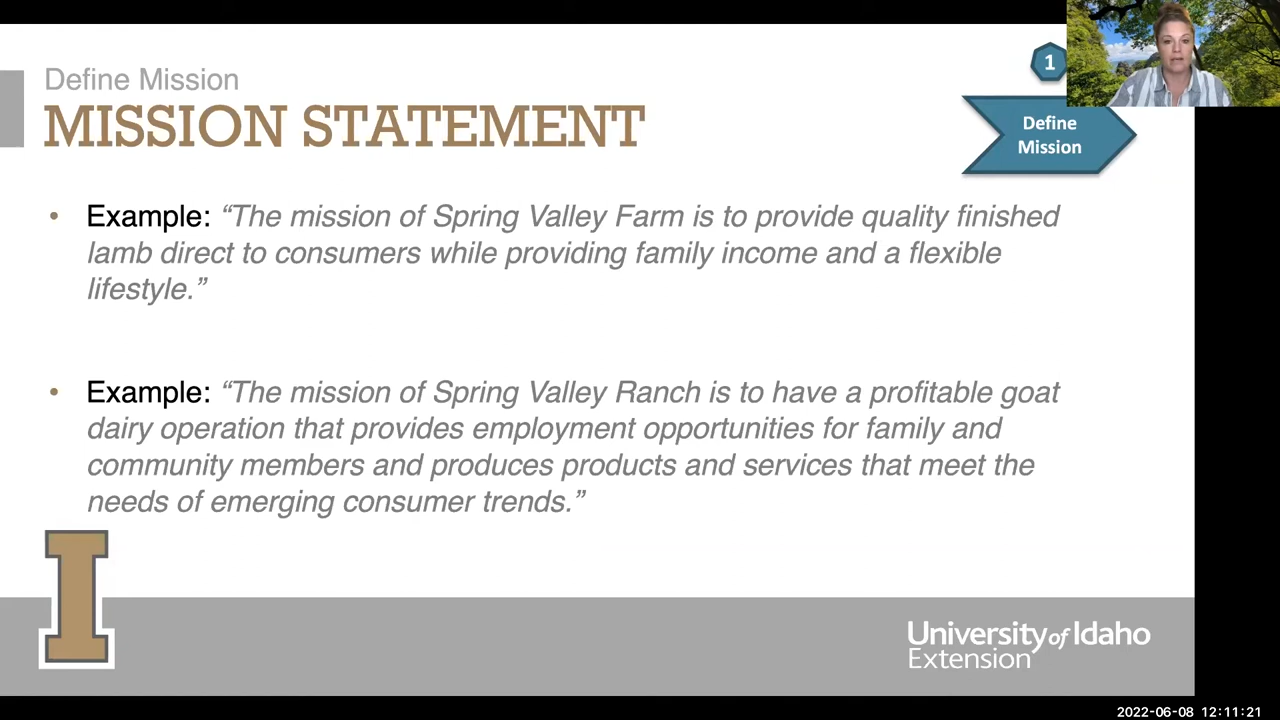 Define Mission
MISSION STATEMENT
1
Define
Mission
• Example: “The mission of Spring Valley Farm is to provide quality finished
lamb direct to consumers while providing family income and a flexible
lifestyle.”
• Example: “The mission of Spring Valley Ranch is to have a profitable goat
dairy operation that provides employment opportunities for family and
community members and produces products and services that meet the
needs of emerging consumer trends.”
I
University of Idaho
Extension
2022-06-08 12:11:21